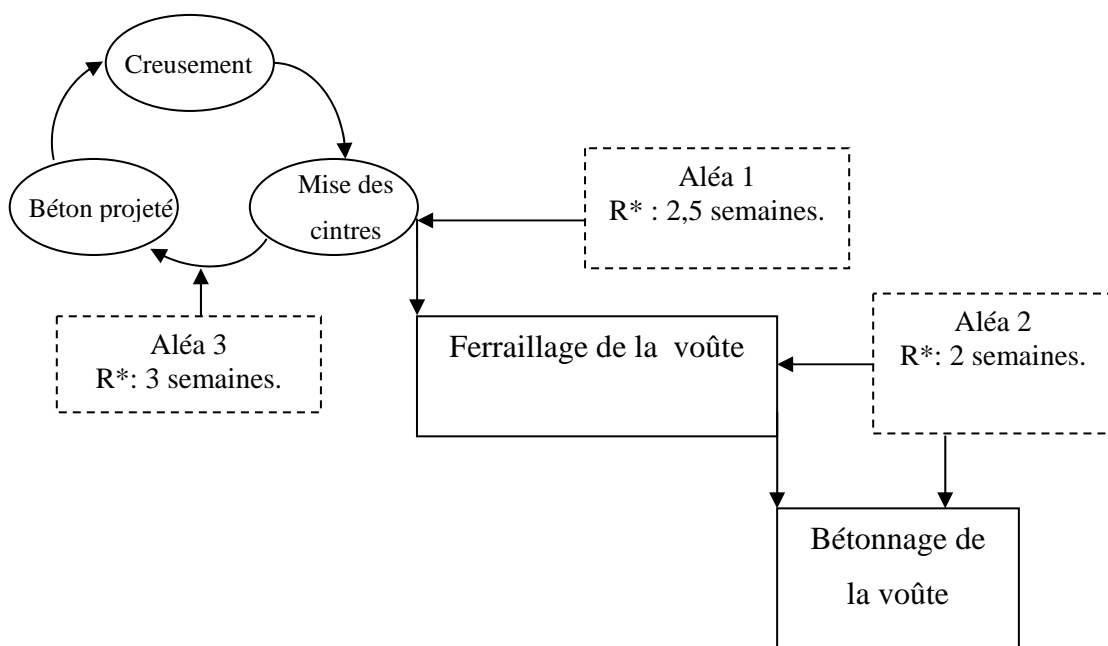 Creusement
Mise des
cintres
Béton projeté
Aléa 1
R* : 2,5 semaines.
Aléa 3
R*: 3 semaines.
Ferraillage de la voûte
Aléa 2
R*: 2 semaines.
Bétonnage de
la voûte